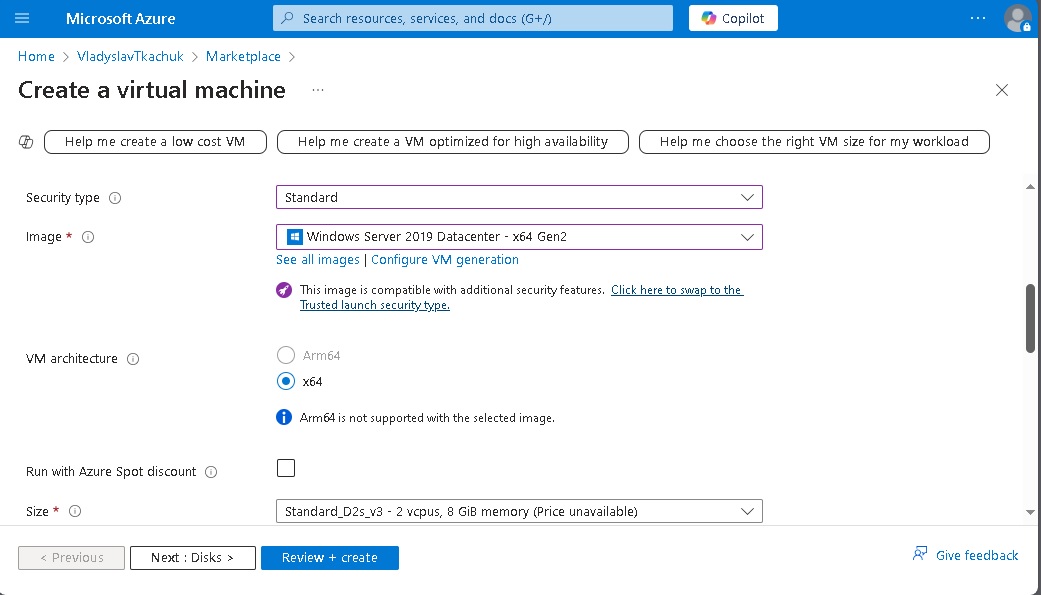 Microsoft Azure
Search resources, services, and docs (G+/)
Copilot
Home > VladyslavTkachuk > Marketplace >
Create a virtual machine ...
Help me create a low cost VM
Help me create a VM optimized for high availability
Help me choose the right VM size for my workload
Security type
Standard
Image *
Windows Server 2019 Datacenter - x64 Gen2
See all images | Configure VM generation
This image is compatible with additional security features. Click here to swap to the
Trusted launch security type.
VM architecture
Arm64
x64
Arm64 is not supported with the selected image.
Run with Azure Spot discount
Size *
Standard_D2s_v3 - 2 vcpus, 8 GiB memory (Price unavailable)
< Previous
Next : Disks >
Review + create
Give feedback